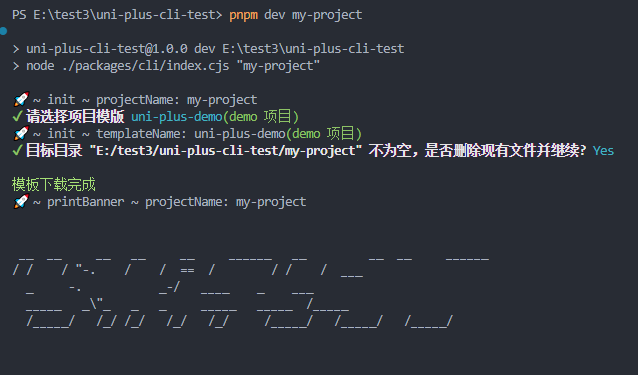 PS E:\test3\uni-plus-cli-test> pnpm dev my-project
> uni-plus-cli-test@1.0.0 dev E:\test3\uni-plus-cli-test
> node ./packages/cli/index.cjs "my-project"
🚀 ~ init ~ projectName: my-project
✔ 请选择项目模版 uni-plus-demo(demo 项目)
🚀 ~ init ~ templateName: uni-plus-demo(demo 项目)
✔ 目标目录 "E:/test3/uni-plus-cli-test/my-project" 不为空，是否删除现有文件并继续? Yes
模板下载完成
🚀 ~ printBanner ~ projectName: my-project